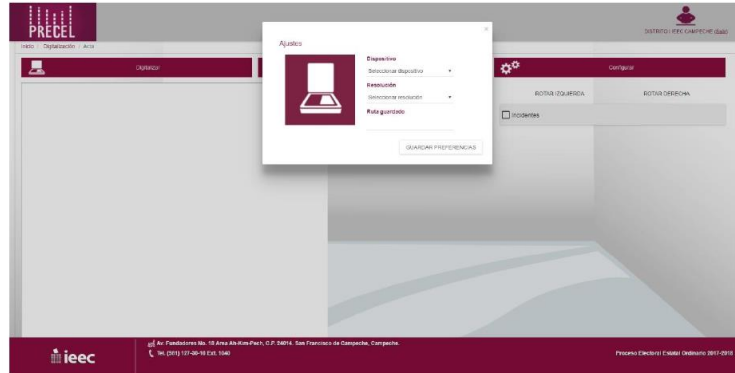 PRECEL
DISTRITO I IEEC CAMPECHE
Inicio / Digitalización / Acta
Ajustes
×
Digitalizar
Configurar
Dispositivo
Seleccionar dispositivo
Resolución
Seleccionar resolución
Ruta guardado
GUARDAR PREFERENCIAS
ROTAR IZQUIERDA
ROTAR DERECHA
Incidentes
ieec
Av. Fundadores No. 18 Area Ah-Kim-Pech, C.P. 24014. San Francisco de Campeche, Campeche.
Tel. (981) 127-30-10 Ext. 1040
Proceso Electoral Estatal Ordinario 2017-2018